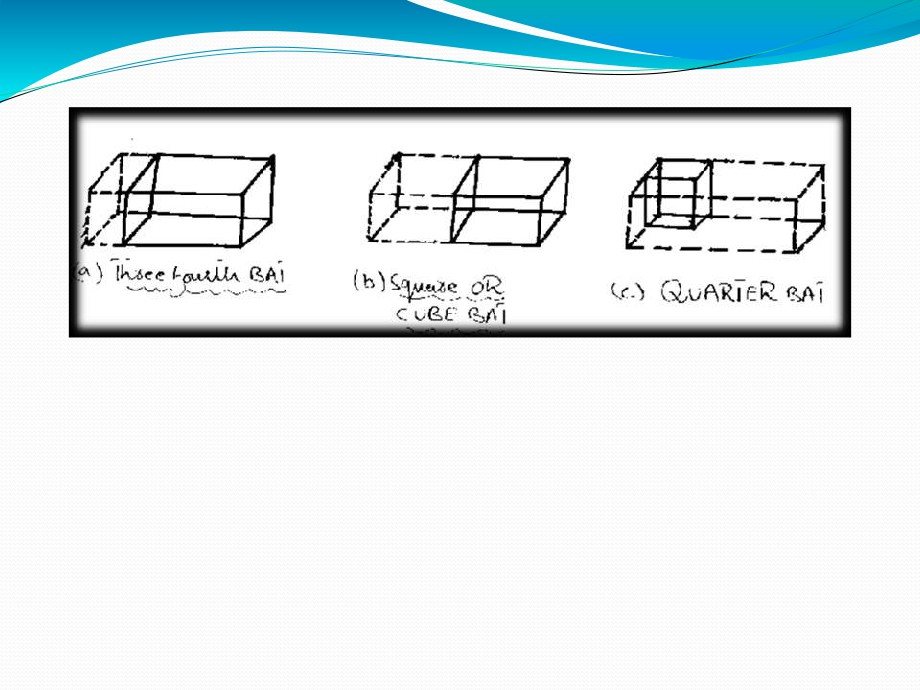 (a) Three fourth BAT
(b) Square OR
CUBE BAT
(c) QUARTER BAT